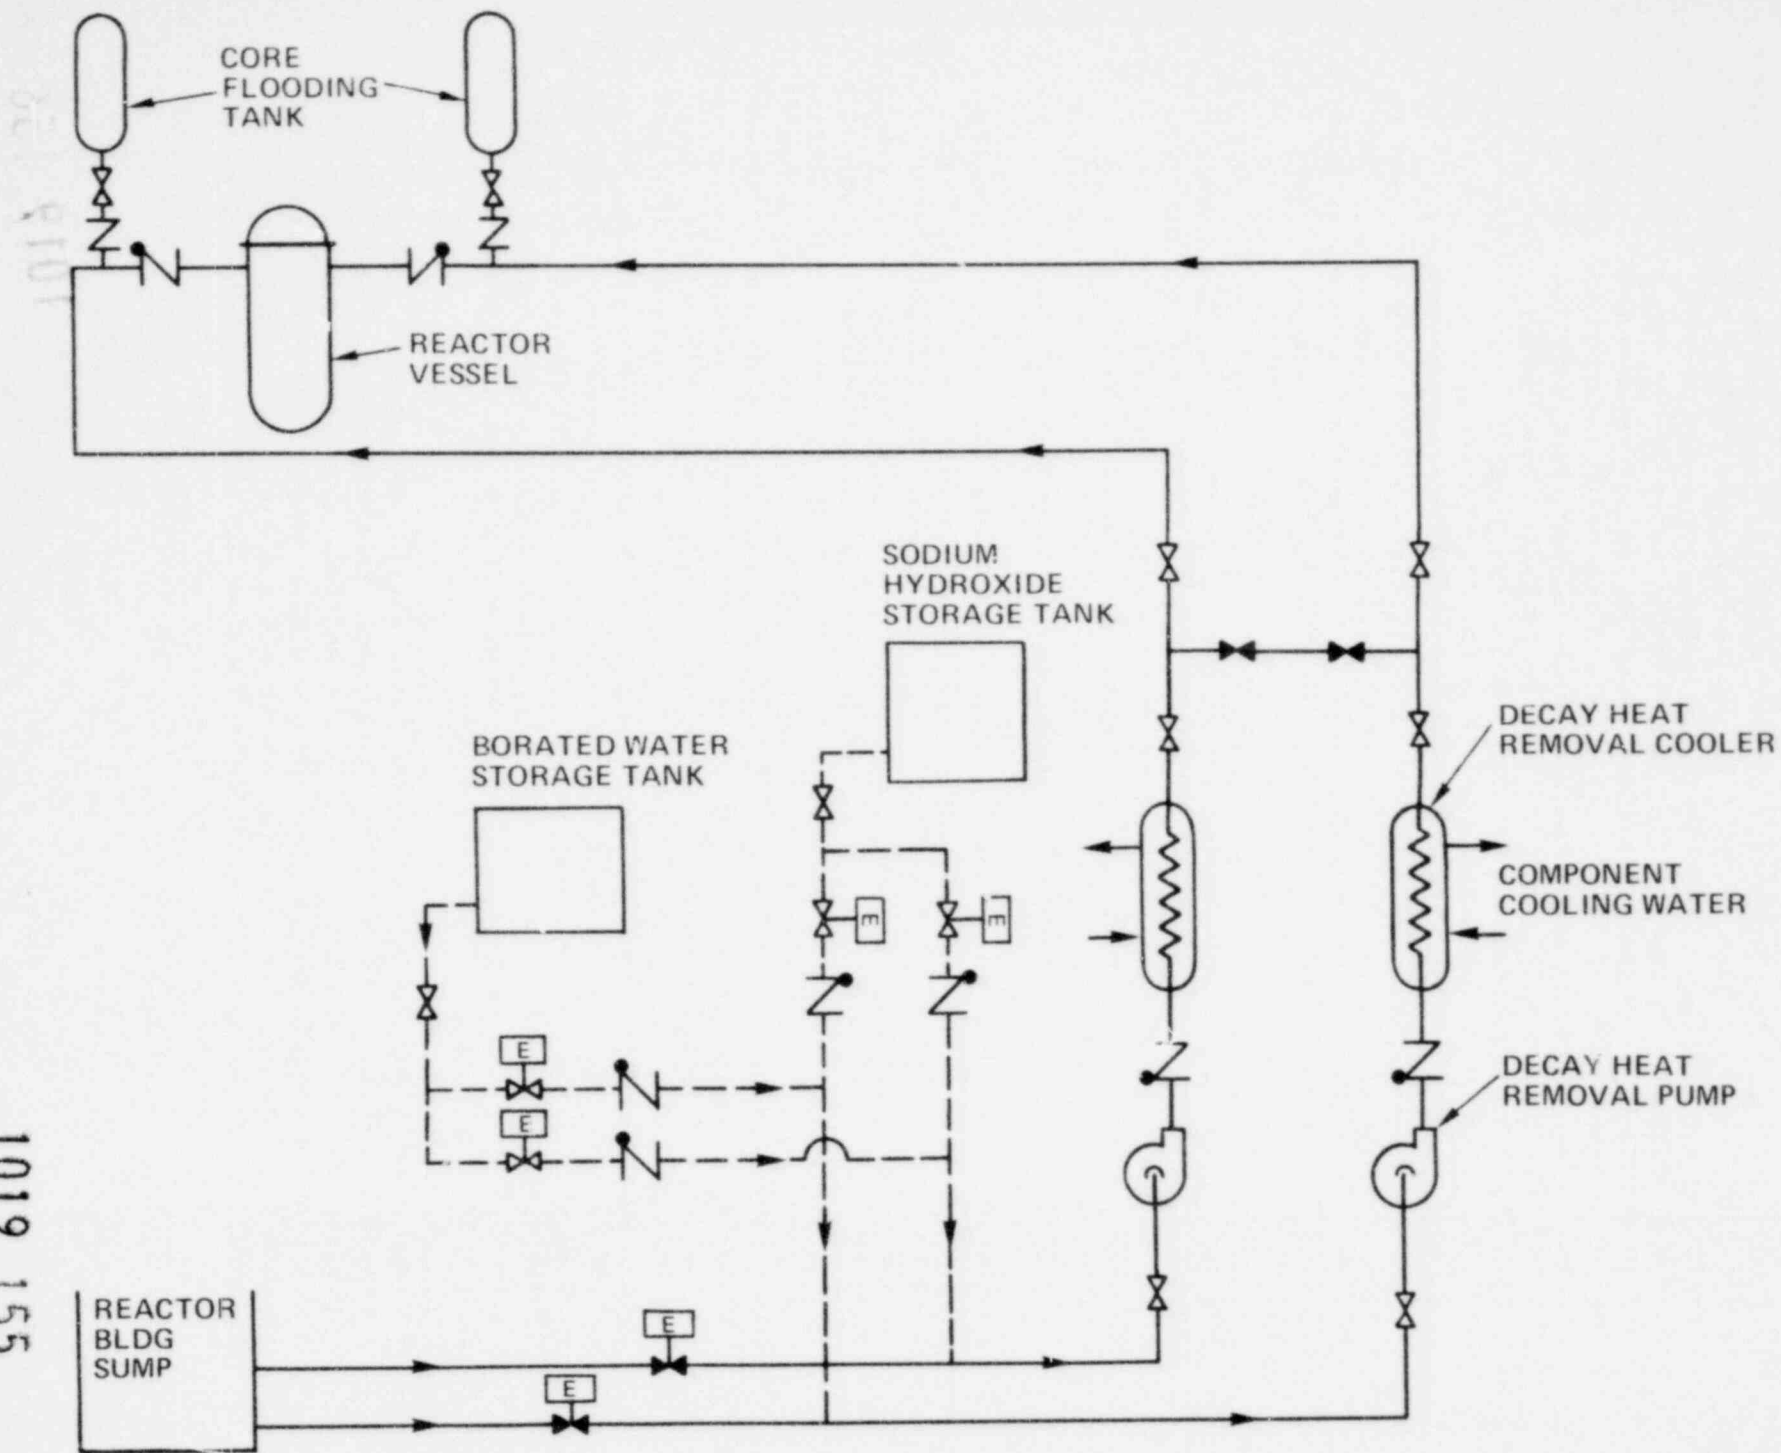 CORE
FLOODING
TANK
REACTOR
VESSEL
SODIUM
HYDROXIDE
STORAGE TANK
BORATED WATER
STORAGE TANK
DECAY HEAT
REMOVAL COOLER
E
E
COMPONENT
COOLING WATER
E
E
DECAY HEAT
REMOVAL PUMP
REACTOR
BLDG
SUMP
E
E
1019 155